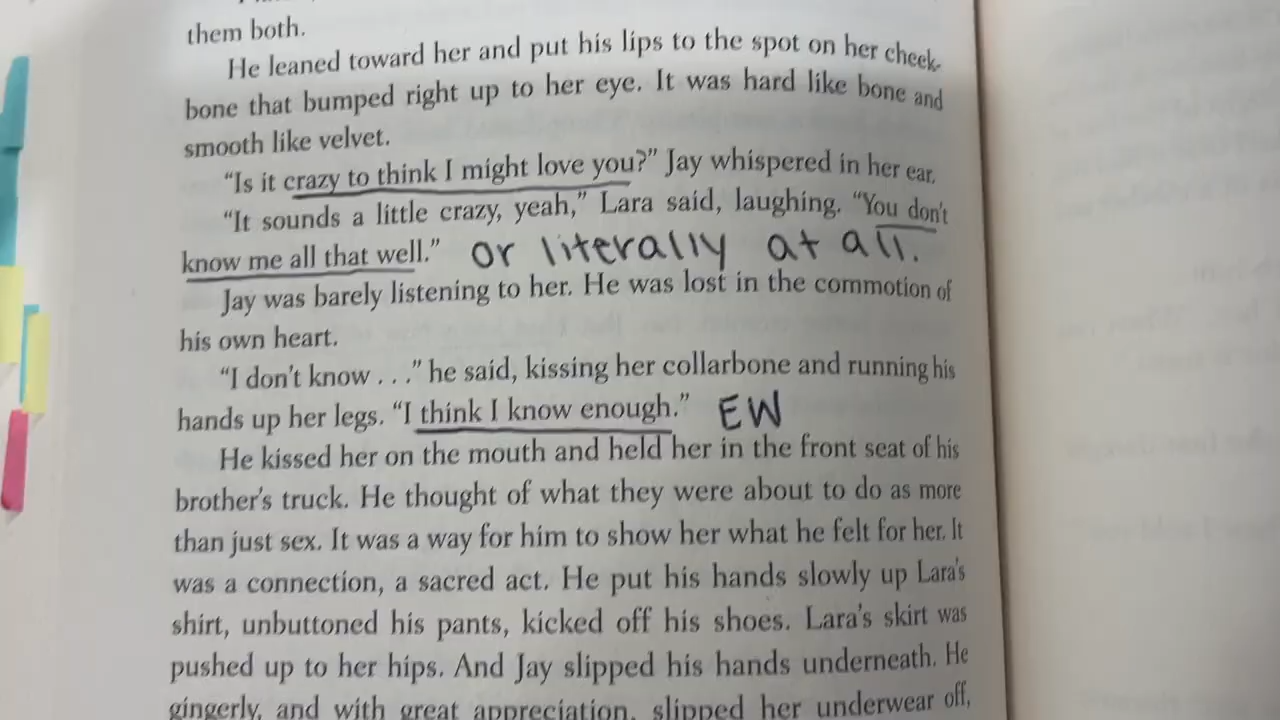 them both.
He leaned toward her and put his lips to the spot on her cheek-
bone that bumped right up to her eye. It was hard like bone and
smooth like velvet.
“Is it crazy to think I might love you?” Jay whispered in her ear.
“It sounds a little crazy, yeah,” Lara said, laughing. “You don’t
know me all that well.” or literally at all.
Jay was barely listening to her. He was lost in the commotion of
his own heart.
“I don’t know . . .” he said, kissing her collarbone and running his
hands up her legs. “I think I know enough.” EW
He kissed her on the mouth and held her in the front seat of his
brother’s truck. He thought of what they were about to do as more
than just sex. It was a way for him to show her what he felt for her. It
was a connection, a sacred act. He put his hands slowly up Lara’s
shirt, unbuttoned his pants, kicked off his shoes. Lara’s skirt was
pushed up to her hips. And Jay slipped his hands underneath. He
gingerly, and with great appreciation, slipped her underwear off,